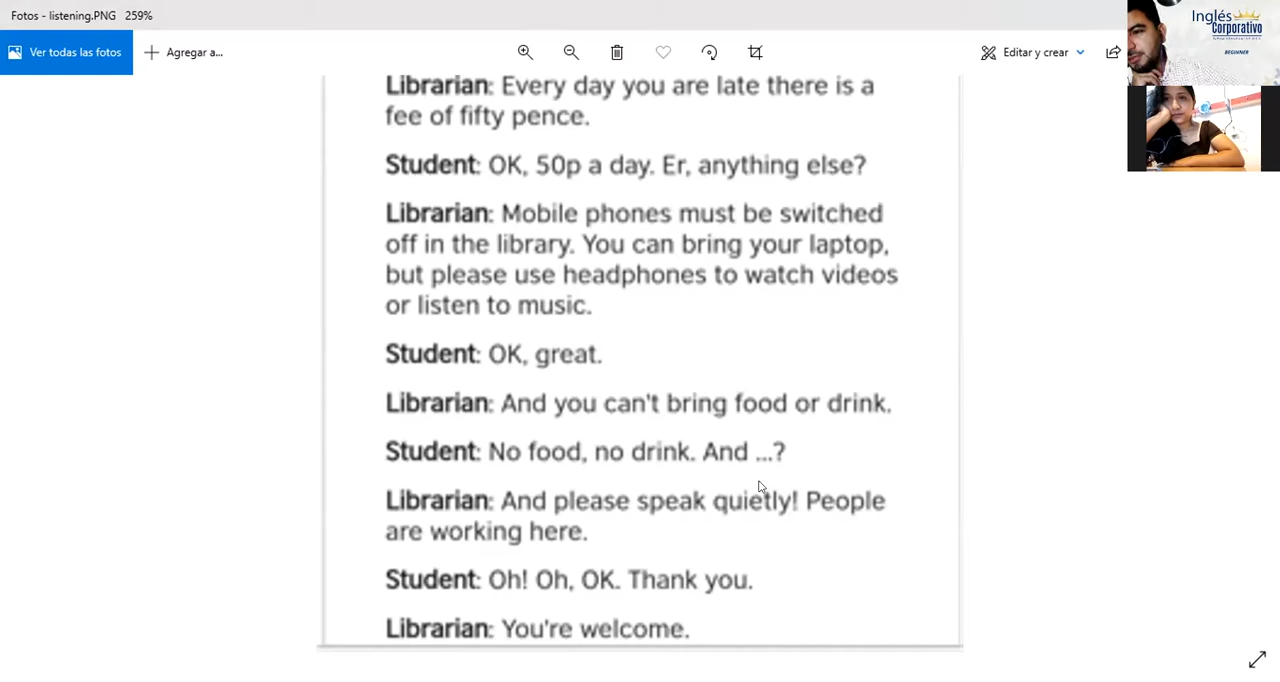 Fotos - listening.PNG 259%
Ver todas las fotos
Agregar a...
Editar y crear
Inglés
Corporativo
BEGINNER
Librarian: Every day you are late there is a
fee of fifty pence.
Student: OK, 50p a day. Er, anything else?
Librarian: Mobile phones must be switched
off in the library. You can bring your laptop,
but please use headphones to watch videos
or listen to music.
Student: OK, great.
Librarian: And you can't bring food or drink.
Student: No food, no drink. And ...?
Librarian: And please speak quietly! People
are working here.
Student: Oh! Oh, OK. Thank you.
Librarian: You're welcome.